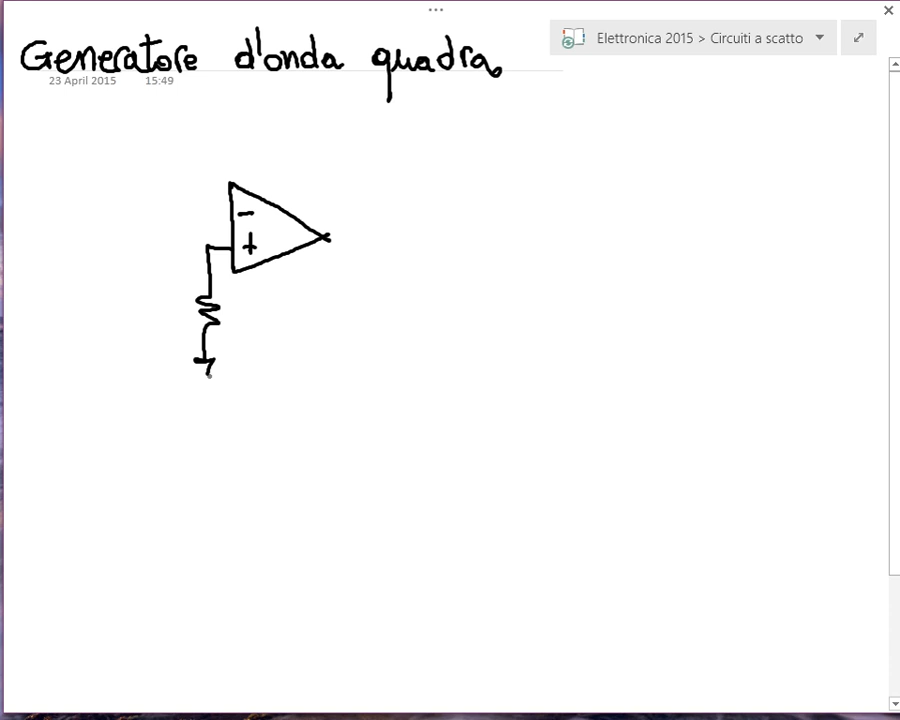 Generatore d'onda quadra
Elettronica 2015 > Circuiti a scatto
23 April 2015 15:49
−
+